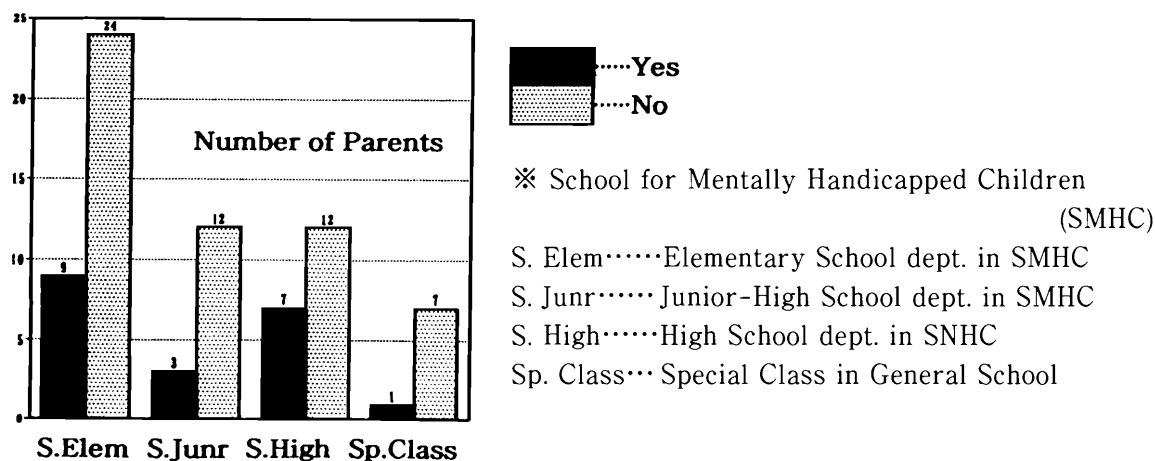 25
20
15
10
5
0
24
9
12
3
12
7
7
1
Number of Parents
S.Elem S.Junr S.High Sp.Class
······Yes
······No
※ School for Mentally Handicapped Children
(SMHC)
S. Elem······Elementary School dept. in SMHC
S. Junr······Junior-High School dept. in SMHC
S. High······High School dept. in SNHC
Sp. Class···Special Class in General School